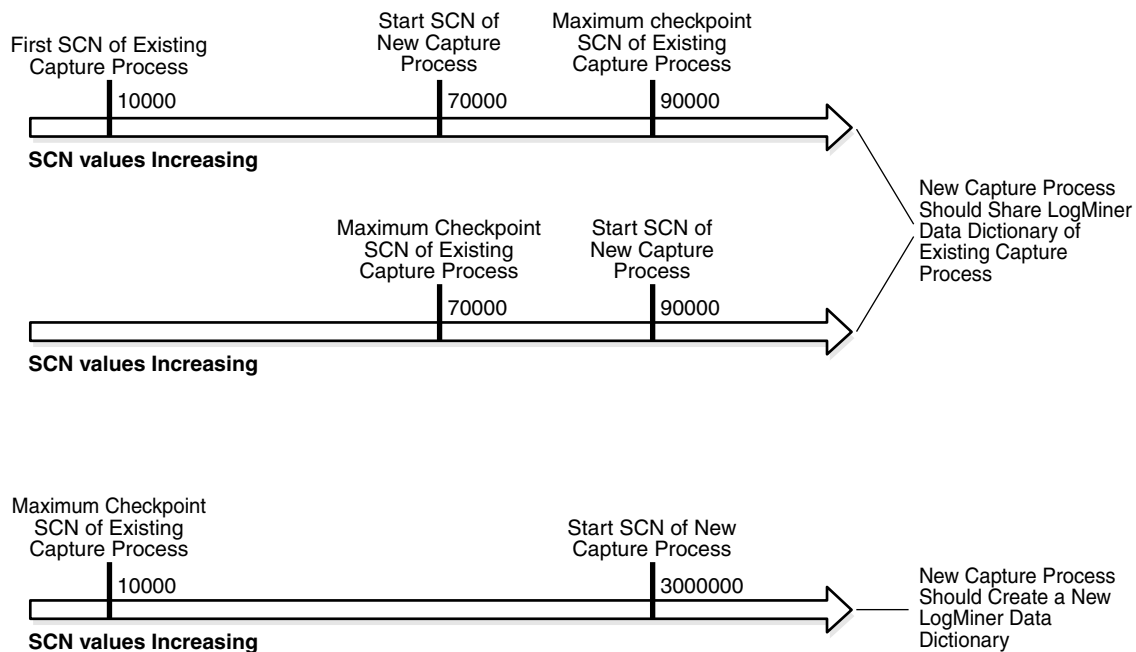 First SCN of Existing
Capture Process
Start SCN of
New Capture
Process
Maximum checkpoint
SCN of Existing
Capture Process
10000
70000
90000
SCN values Increasing
New Capture Process
Should Share LogMiner
Data Dictionary of
Existing Capture
Process
Maximum Checkpoint
SCN of Existing
Capture Process
Start SCN of
New Capture
Process
70000
90000
SCN values Increasing
Maximum Checkpoint
SCN of Existing
Capture Process
Start SCN of New
Capture Process
10000
3000000
SCN values Increasing
New Capture Process
Should Create a New
LogMiner Data
Dictionary